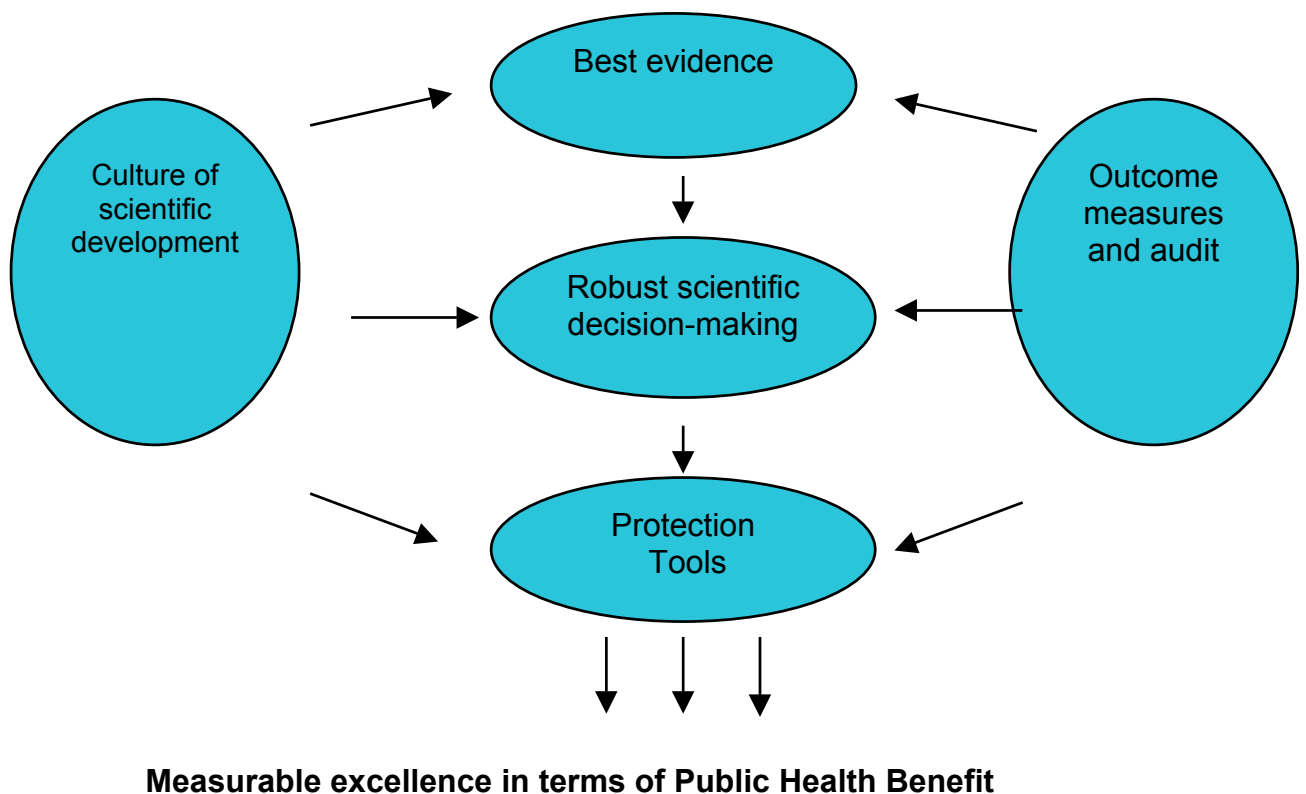 Best evidence
Culture of
scientific
development
Outcome
measures
and audit
Robust scientific
decision-making
Protection
Tools
Measurable excellence in terms of Public Health Benefit